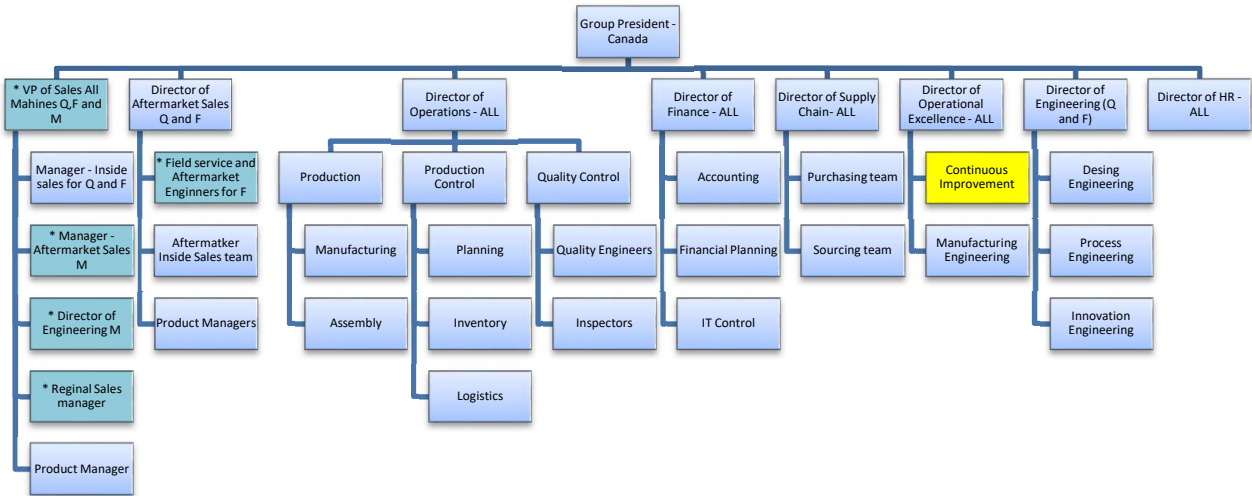 Group President -
Canada
* VP of Sales All
Mahines Q,F and
M
Director of
Aftermarket Sales
Q and F
Director of
Operations - ALL
Director of
Finance - ALL
Director of Supply
Chain- ALL
Director of
Operational
Excellence - ALL
Director of
Engineering (Q
and F)
Director of HR -
ALL
Manager - Inside
sales for Q and F
* Field service and
Aftermarket
Enginners for F
Production
Production
Control
Quality Control
Accounting
Purchasing team
Continuous
Improvement
Desing
Engineering
* Manager -
Aftermarket Sales
M
Aftermatker
Inside Sales team
Manufacturing
Planning
Quality Engineers
Financial Planning
Sourcing team
Manufacturing
Engineering
Process
Engineering
* Director of
Engineering M
Product Managers
Assembly
Inventory
Inspectors
IT Control
Innovation
Engineering
* Reginal Sales
manager
Logistics
Product Manager